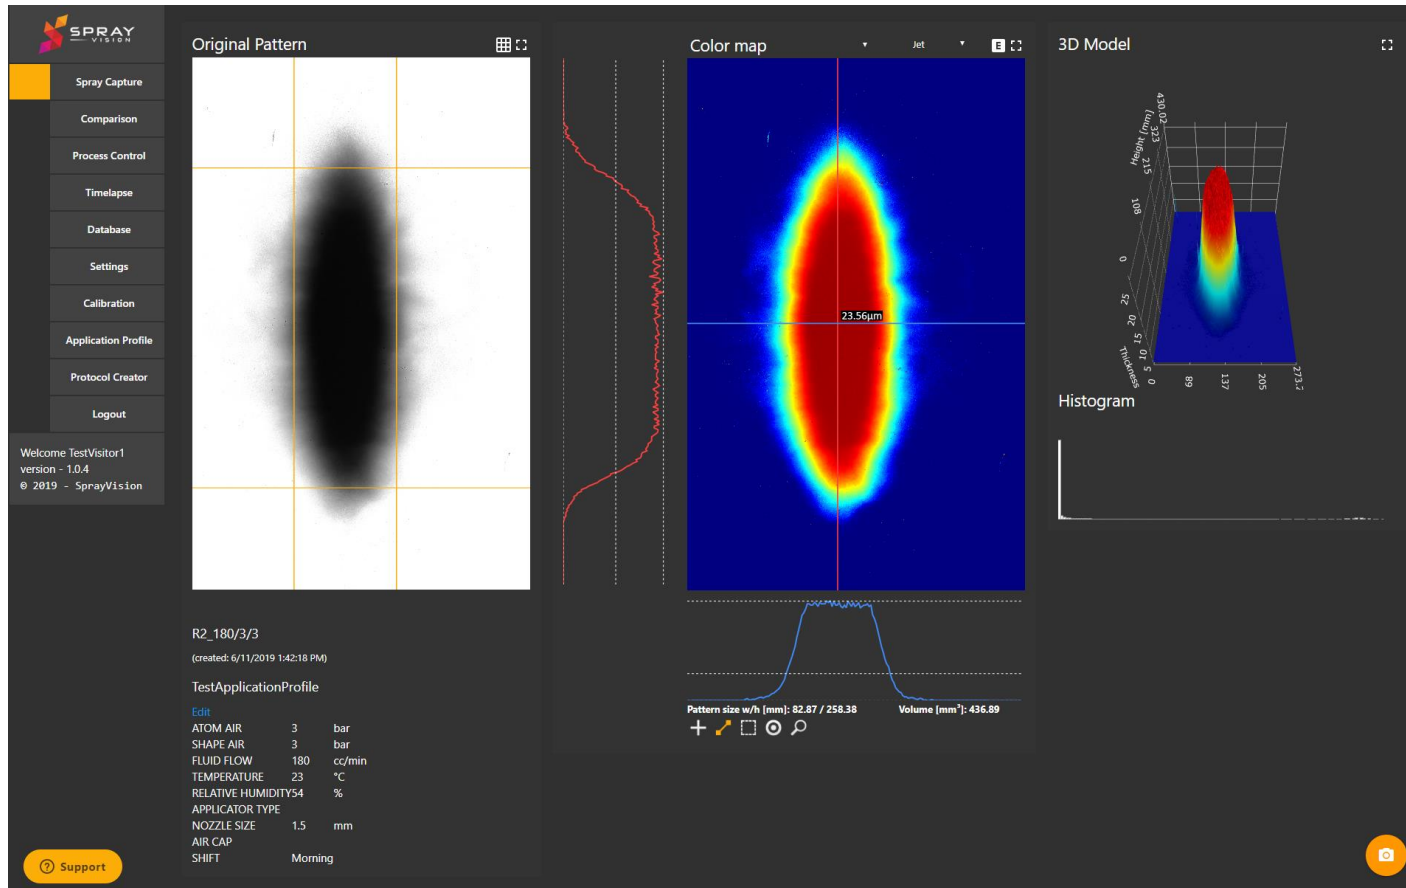 SPRAY
VISION
Spray Capture
Comparison
Process Control
Timelapse
Database
Settings
Calibration
Application Profile
Protocol Creator
Logout
Welcome TestVisitor1
version - 1.0.4
© 2019 - SprayVision
Support
Original Pattern
R2_180/3/3
(created: 6/11/2019 1:42:18 PM)
TestApplicationProfile
Edit
ATOM AIR 3 bar
SHAPE AIR 3 bar
FLUID FLOW 180 cc/min
TEMPERATURE 23 °C
RELATIVE HUMIDITY54 %
APPLICATOR TYPE
NOZZLE SIZE 1.5 mm
AIR CAP
SHIFT Morning
Color map Jet E
23.56µm
Pattern size w/h [mm]: 82.87 / 258.38 Volume [mm³]: 436.89
3D Model
Height [mm]
430.02
323
215
108
0
25
20
15
10
5
0
Thickness
68
137
205
273.2
Histogram